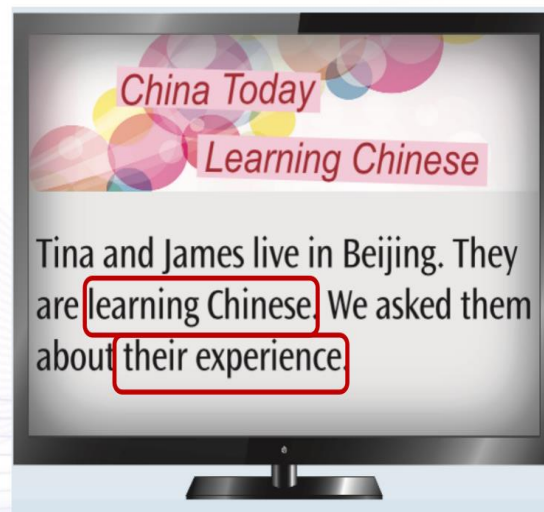 China Today
Learning Chinese
Tina and James live in Beijing. They
are learning Chinese. We asked them
about their experience.